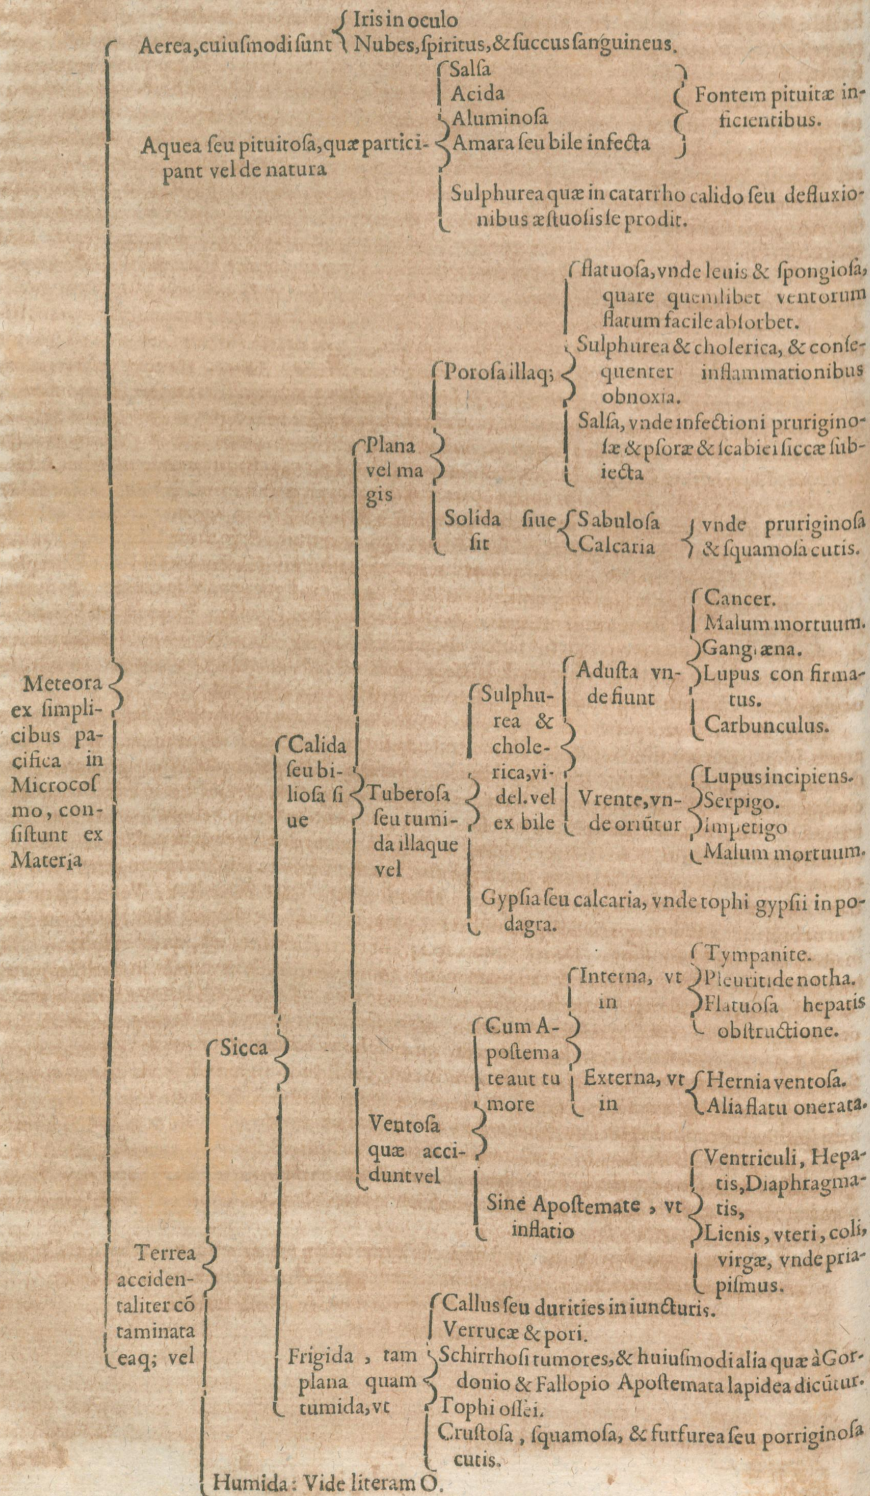 Iris in oculo
Aerea, cuiuſmodi ſunt
Nubes, ſpiritus, & ſuccus ſanguineus.
Salſa
Acida
Aluminoſa
Amara ſeu bile infecta
Fontem pituitæ in-
ficientibus.
Aquea ſeu pituitoſa, quæ partici-
pant vel de natura
Sulphurea quæ in catarrho calido ſeu defluxio-
nibus æſtuoſis ſe prodit.
flatuoſa, vnde leuis & ſpongioſa,
quare quemlibet ventorum
flatum facile abſorbet.
Poroſa illaq;
Sulphurea & cholerica, & conſe-
quenter inflammationibus
obnoxia.
Salſa, vnde infectioni prurigino-
ſæ & pſoræ & ſcabiei ſiccæ ſub-
iecta
Plana
vel ma
gis
Solida ſiue
ſit
Sabuloſa
Calcaria
vnde pruriginoſa
& ſquamoſa cutis.
Cancer.
Malum mortuum.
Gangræna.
Lupus con firma-
tus.
Carbunculus.
Aduſta vn-
de fiunt
Meteora
ex ſimpli-
cibus pa-
cifica in
Microcoſ
mo, con-
ſiſtunt ex
Materia
Calida
ſeu bi-
lioſa ſi
ue
Tuberoſa
ſeu tumi-
da illaque
vel
Sulphu-
rea &
chole-
rica, vi-
del. vel
ex bile
Vrente, vn-
de oriūtur
Lupus incipiens.
Serpigo.
Impetigo
Malum mortuum.
Gypſia ſeu calcaria, vnde tophi gypſii in po-
dagra.
Interna, vt
in
Tympanite.
Pleuritide notha.
Flatuoſa hepatis
obſtructione.
Sicca
Cum A-
poſtema
te aut tu
more
Externa, vt
in
Hernia ventoſa.
Alia flatu onerata.
Ventoſa
quæ acci-
dunt vel
Sine Apoſtemate, vt
inflatio
Ventriculi, Hepa-
tis, Diaphragma-
tis,
Lienis, vteri, coli,
virgæ, vnde pria-
piſmus.
Terrea
acciden-
taliter cō
taminata
eaq; vel
Frigida, tam
plana quam
tumida, vt
Callus ſeu durities in iuncturis.
Verrucæ & pori.
Schirrhoſi tumores, & huiuſmodi alia quæ à Gor-
donio & Fallopio Apoſtemata lapidea dicūtur.
Tophi oſſei.
Cruſtoſa, ſquamoſa, & furfurea ſeu porriginoſa
cutis.
Humida: Vide literam O.